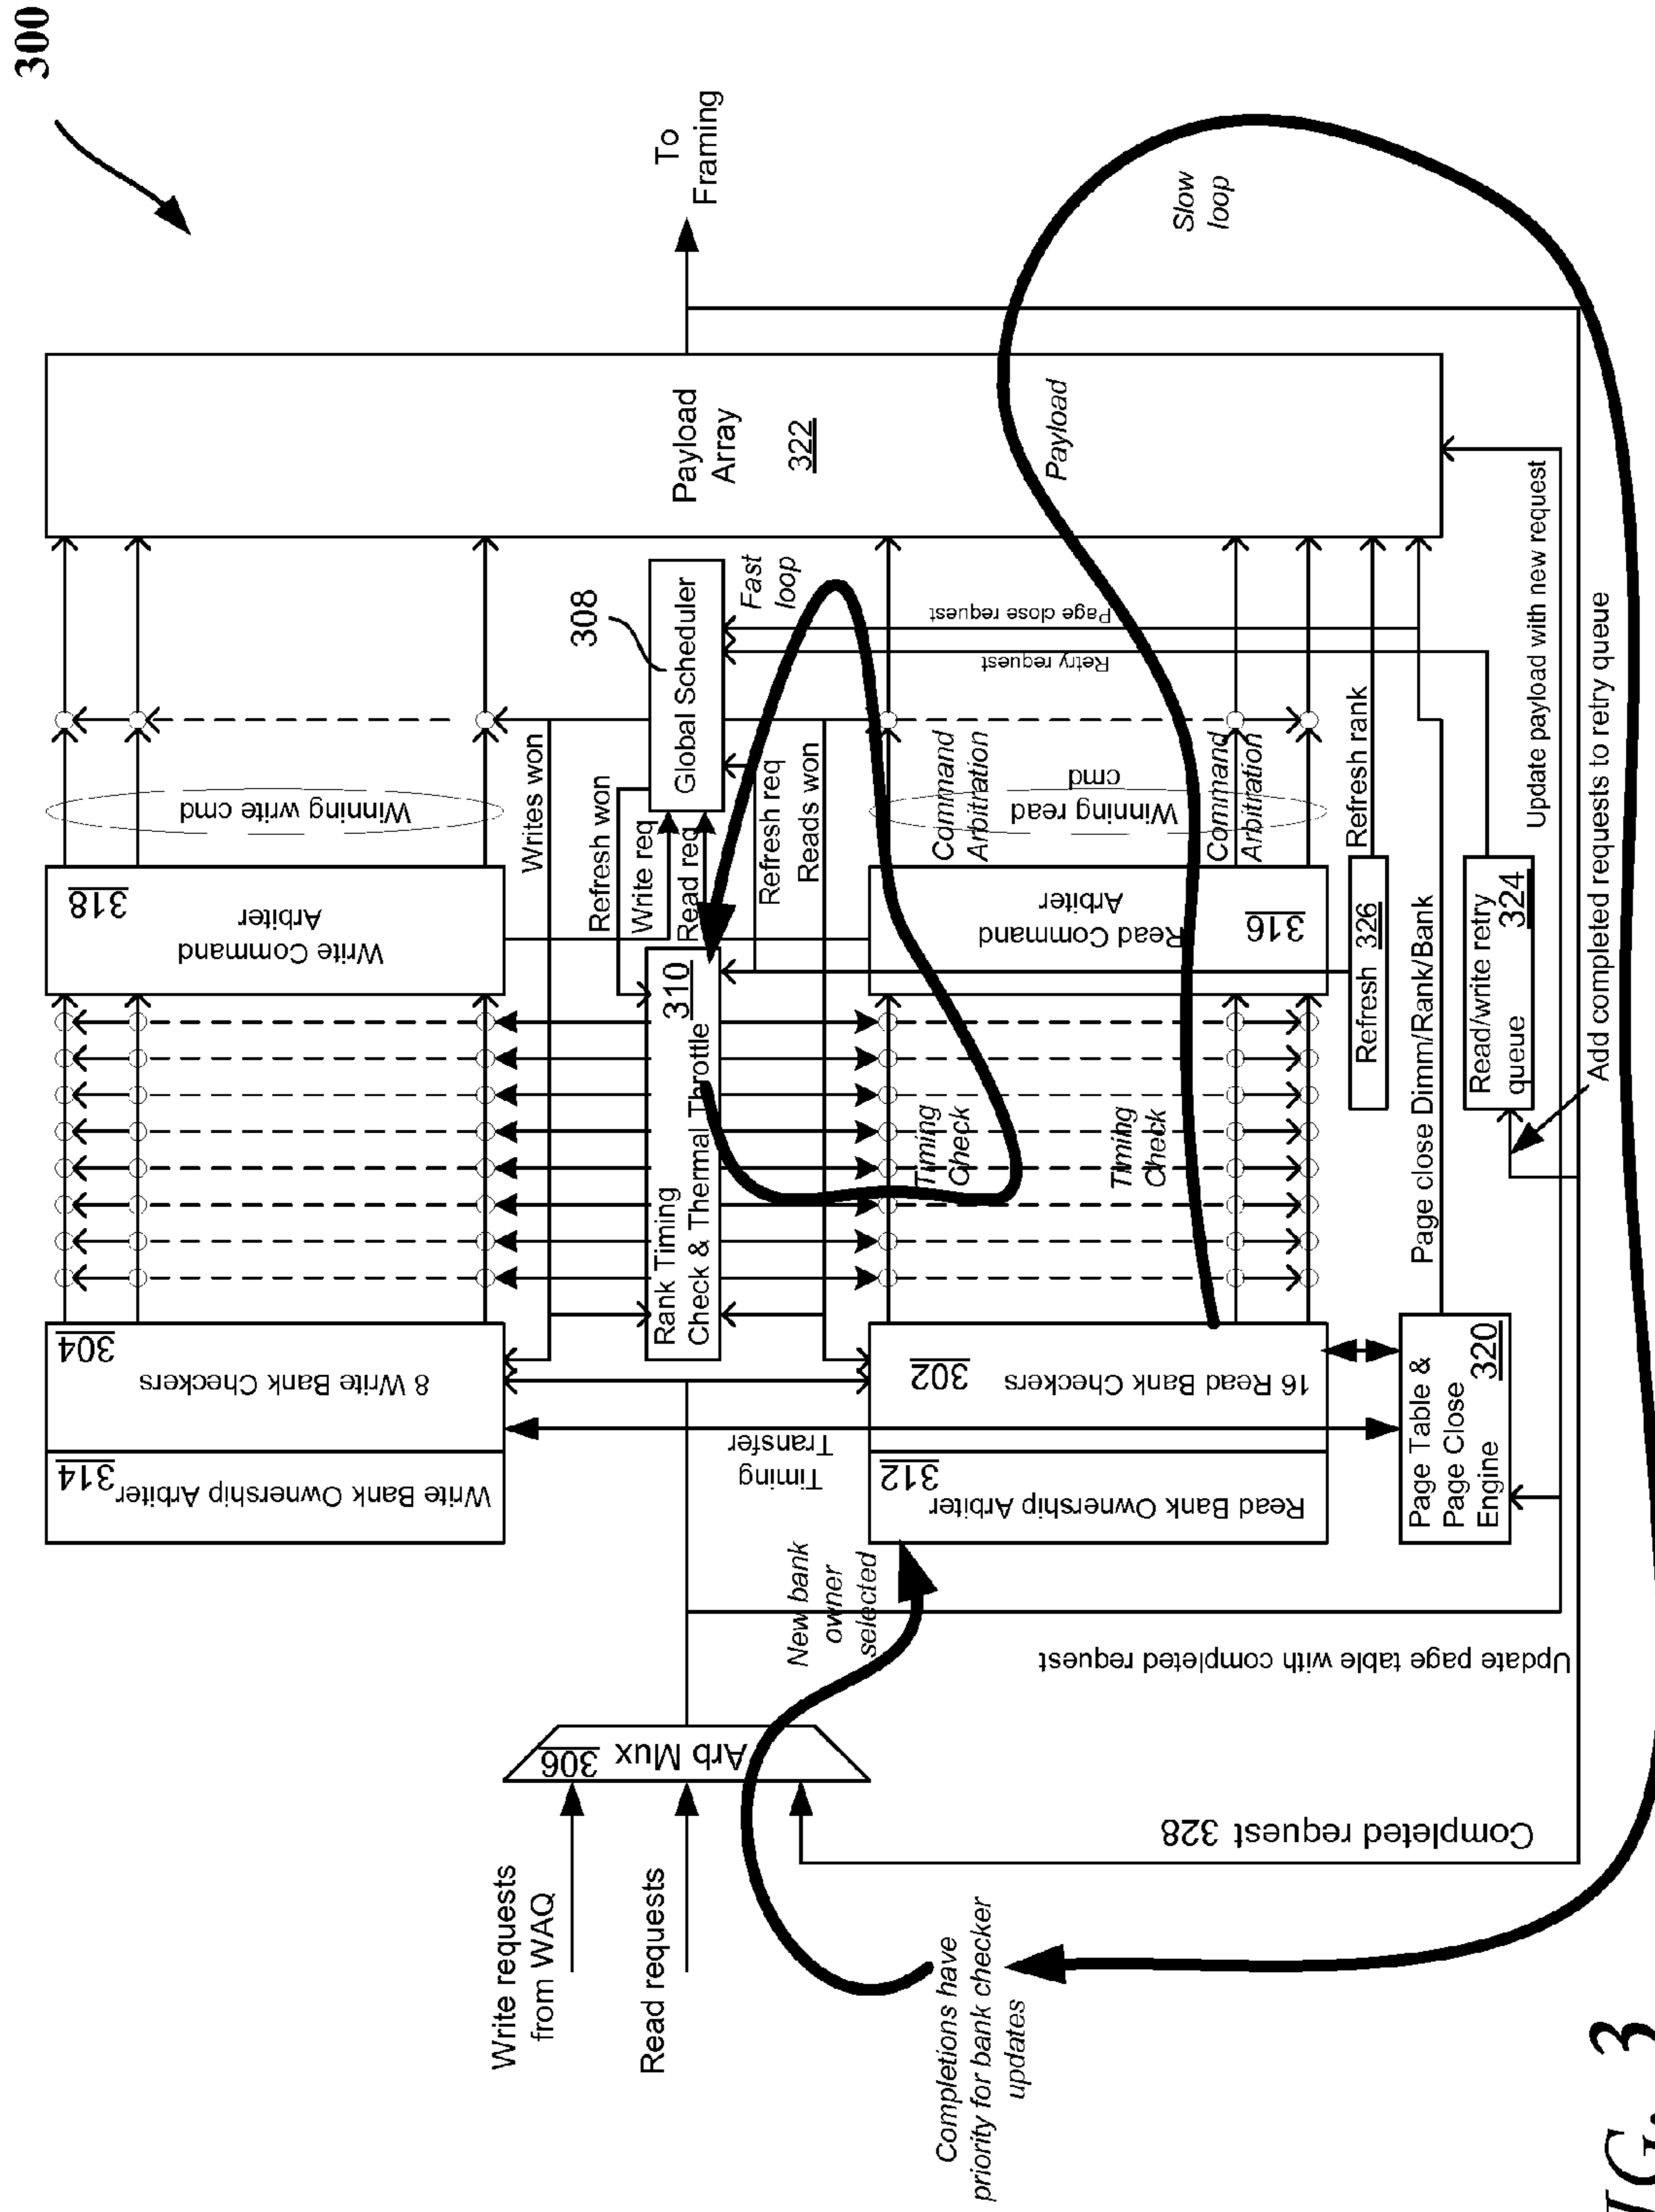 300
To
Framing
Slow
loop
Payload
Array
322
Payload
308
Global Scheduler
Fast
loop
Page close request
Retry request
Winning write cmd
Writes won
Refresh won
Write req
Read req
Refresh req
Reads won
Command
Arbitration
Winning read
cmd
Command
Arbitration
Refresh rank
Update payload with new request
Add completed requests to retry queue
Write Command
Arbiter
318
Read Command
Arbiter
316
Rank Timing
Check & Thermal Throttle
310
Timing
Check
Timing
Check
Refresh 326
Read/write retry
queue
324
Page close Dimm/Rank/Bank
8 Write Bank Checkers
304
Write Bank Ownership Arbiter
314
16 Read Bank Checkers
302
Read Bank Ownership Arbiter
312
Timing
Transfer
Page Table &
Page Close
Engine
320
New bank
owner
selected
Update page table with completed request
Arb Mux 306
Completed request 328
Write requests
from WAQ
Read requests
Completions have
priority for bank checker
updates
IG. 3